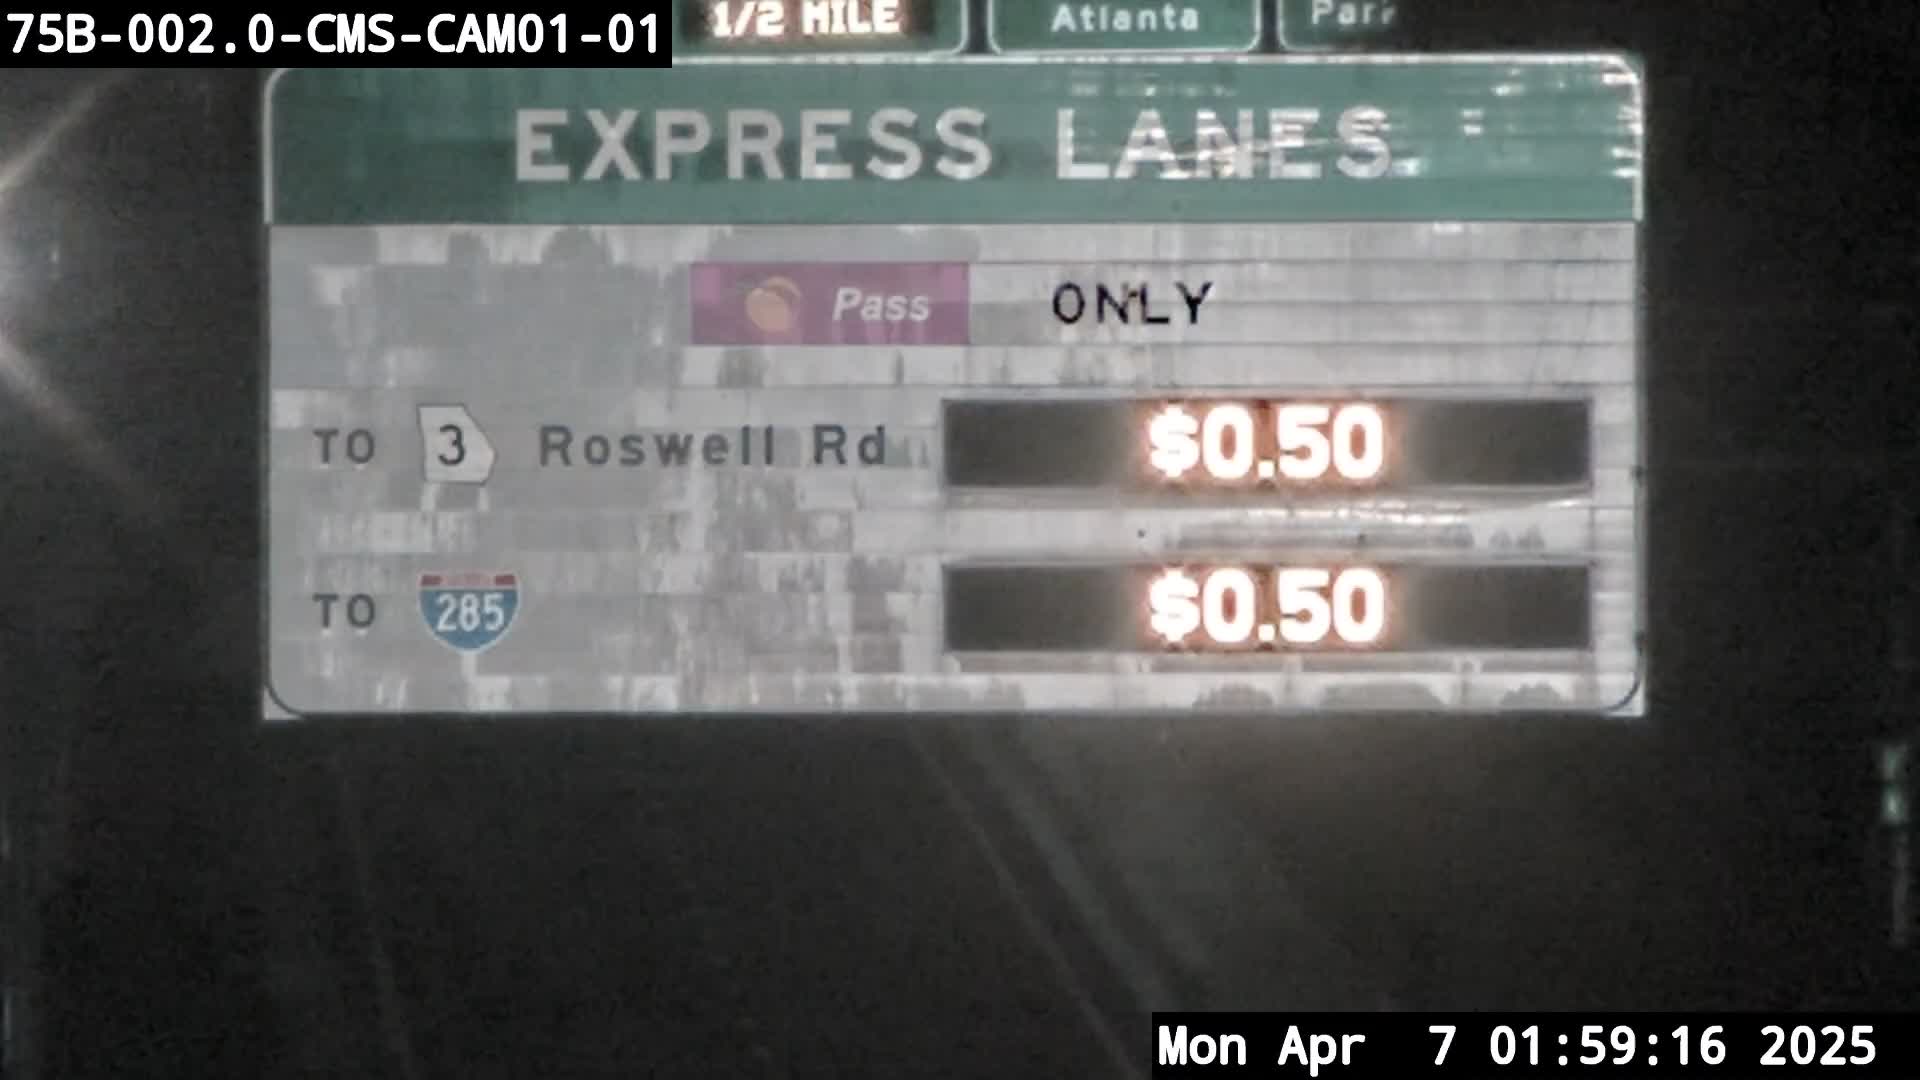 75B-002.0-CMS-CAM01-01
1/2 MILE
Atlanta
EXPRESS LANES
Pass ONLY
TO 3 Roswell Rd $0.50
TO 285 $0.50
Mon Apr 7 01:59:16 2025